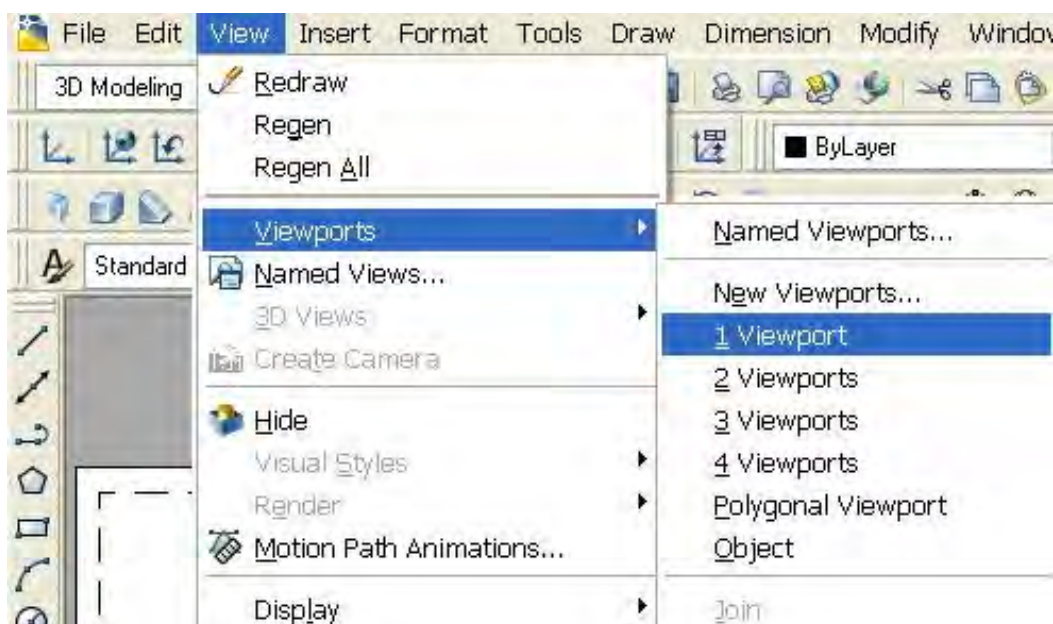 File Edit View Insert Format Tools Draw Dimension Modify
3D Modeling
ByLayer
Standard
Redraw
Regen
Regen All
Viewports
Named Views...
3D Views
Create Camera
Hide
Visual Styles
Render
Motion Path Animations...
Display
Named Viewports...
New Viewports...
1 Viewport
2 Viewports
3 Viewports
4 Viewports
Polygonal Viewport
Object
Join